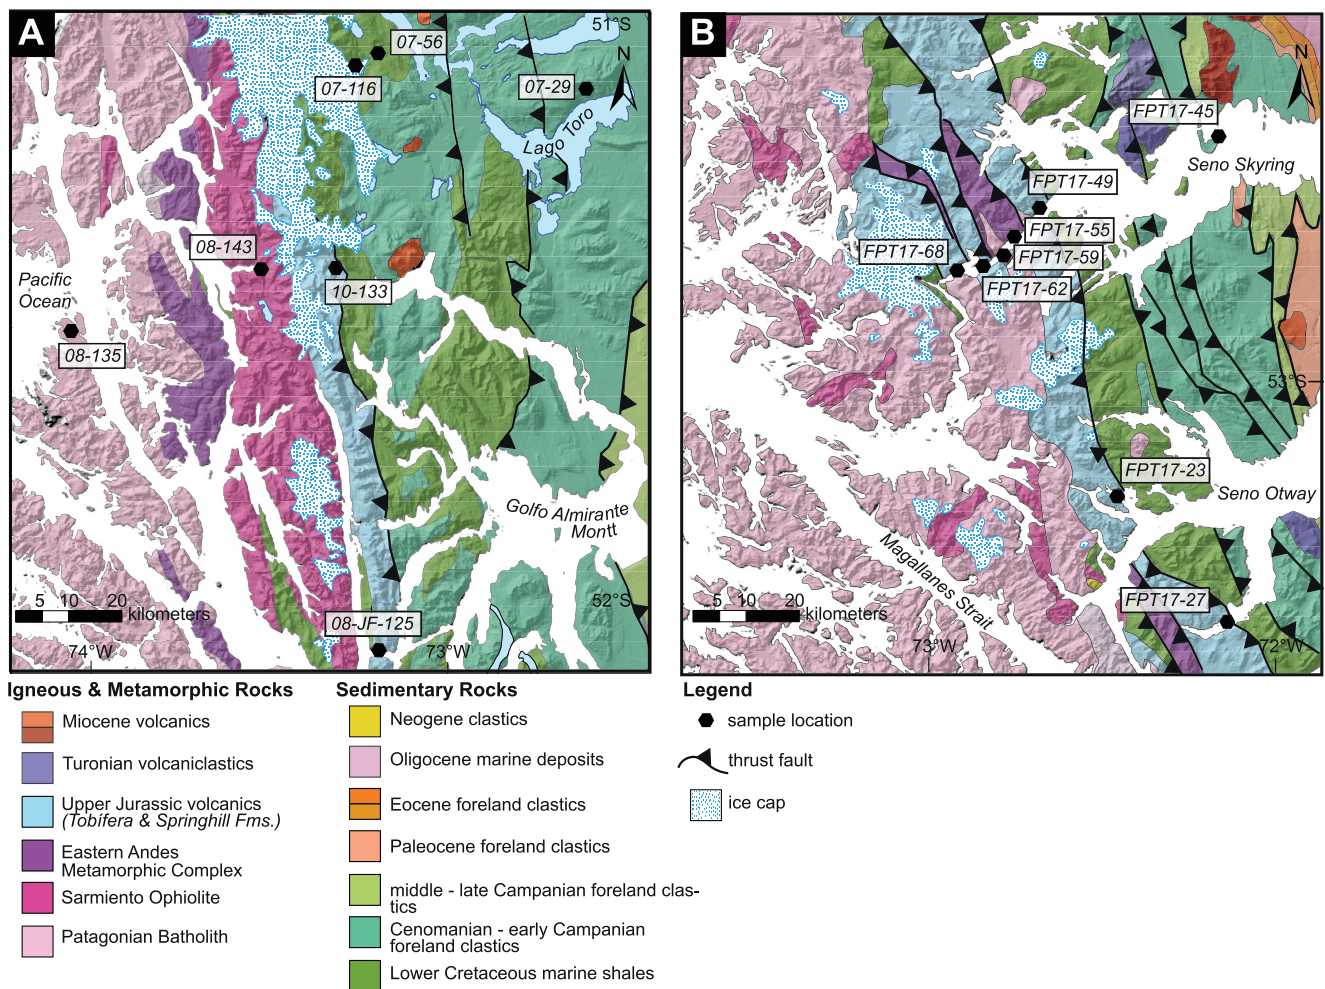 A
07-56
07-116
07-29
51°S
N
Lago Toro
08-143
10-133
Pacific
Ocean
08-135
Golfo Almirante
Montt
08-JF-125
52°S
5 10 20
kilometers
74°W
73°W
B
N
FPT17-45
Seno Skyring
FPT17-49
FPT17-55
FPT17-68
FPT17-59
FPT17-62
53°S
FPT17-23
Seno Otway
Magallanes Strait
FPT17-27
5 10 20
kilometers
73°W
72°W
Igneous & Metamorphic Rocks
Miocene volcanics
Turonian volcaniclastics
Upper Jurassic volcanics
(Tobífera & Springhill Fms.)
Eastern Andes
Metamorphic Complex
Sarmiento Ophiolite
Patagonian Batholith
Sedimentary Rocks
Neogene clastics
Oligocene marine deposits
Eocene foreland clastics
Paleocene foreland clastics
middle - late Campanian foreland clas-
tics
Cenomanian - early Campanian
foreland clastics
Lower Cretaceous marine shales
Legend
sample location
thrust fault
ice cap